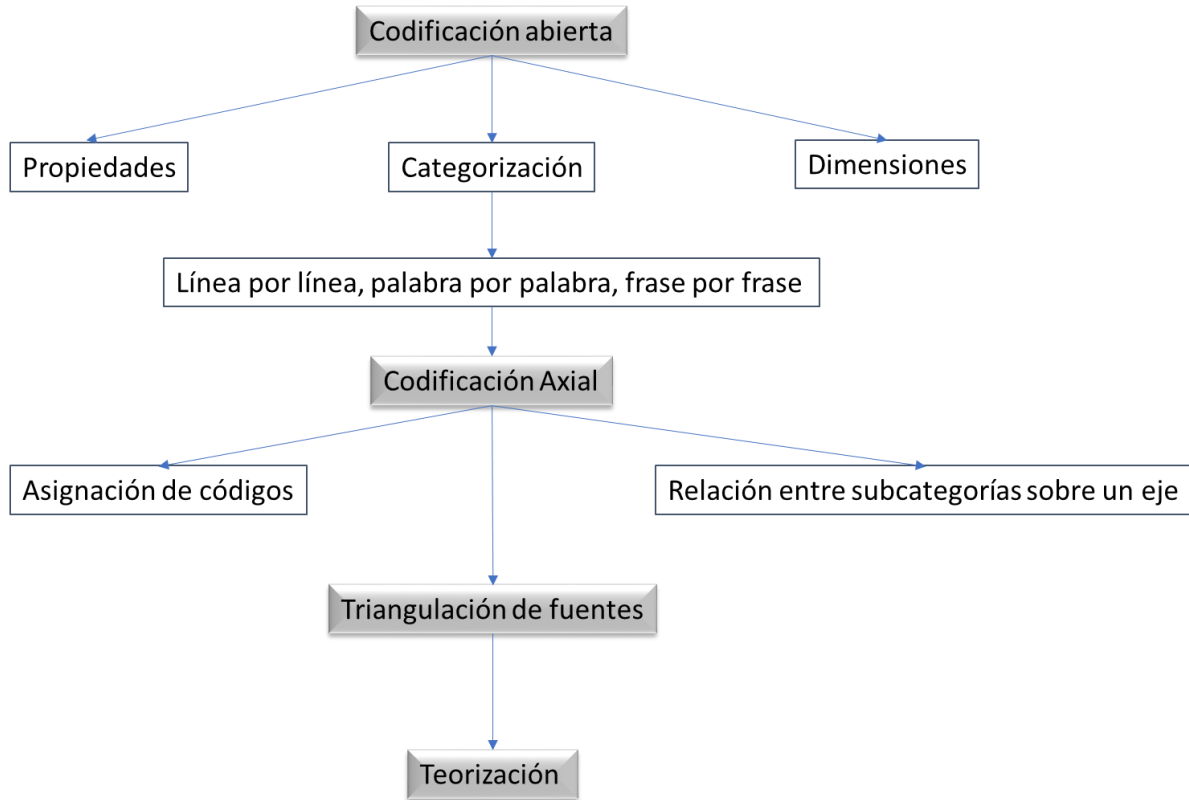 Codificación abierta
Propiedades
Categorización
Dimensiones
Línea por línea, palabra por palabra, frase por frase
Codificación Axial
Asignación de códigos
Relación entre subcategorías sobre un eje
Triangulación de fuentes
Teorización